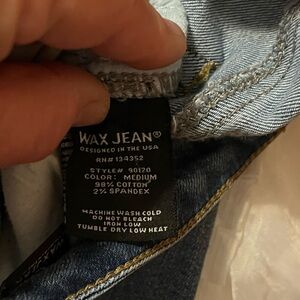 WAX JEAN®
DESIGNED IN THE USA
RN# 134352
STYLE# 90120
COLOR: MEDIUM
98% COTTON
2% SPANDEX
MACHINE WASH COLD
DO NOT BLEACH
IRON LOW
TUMBLE DRY LOW HEAT